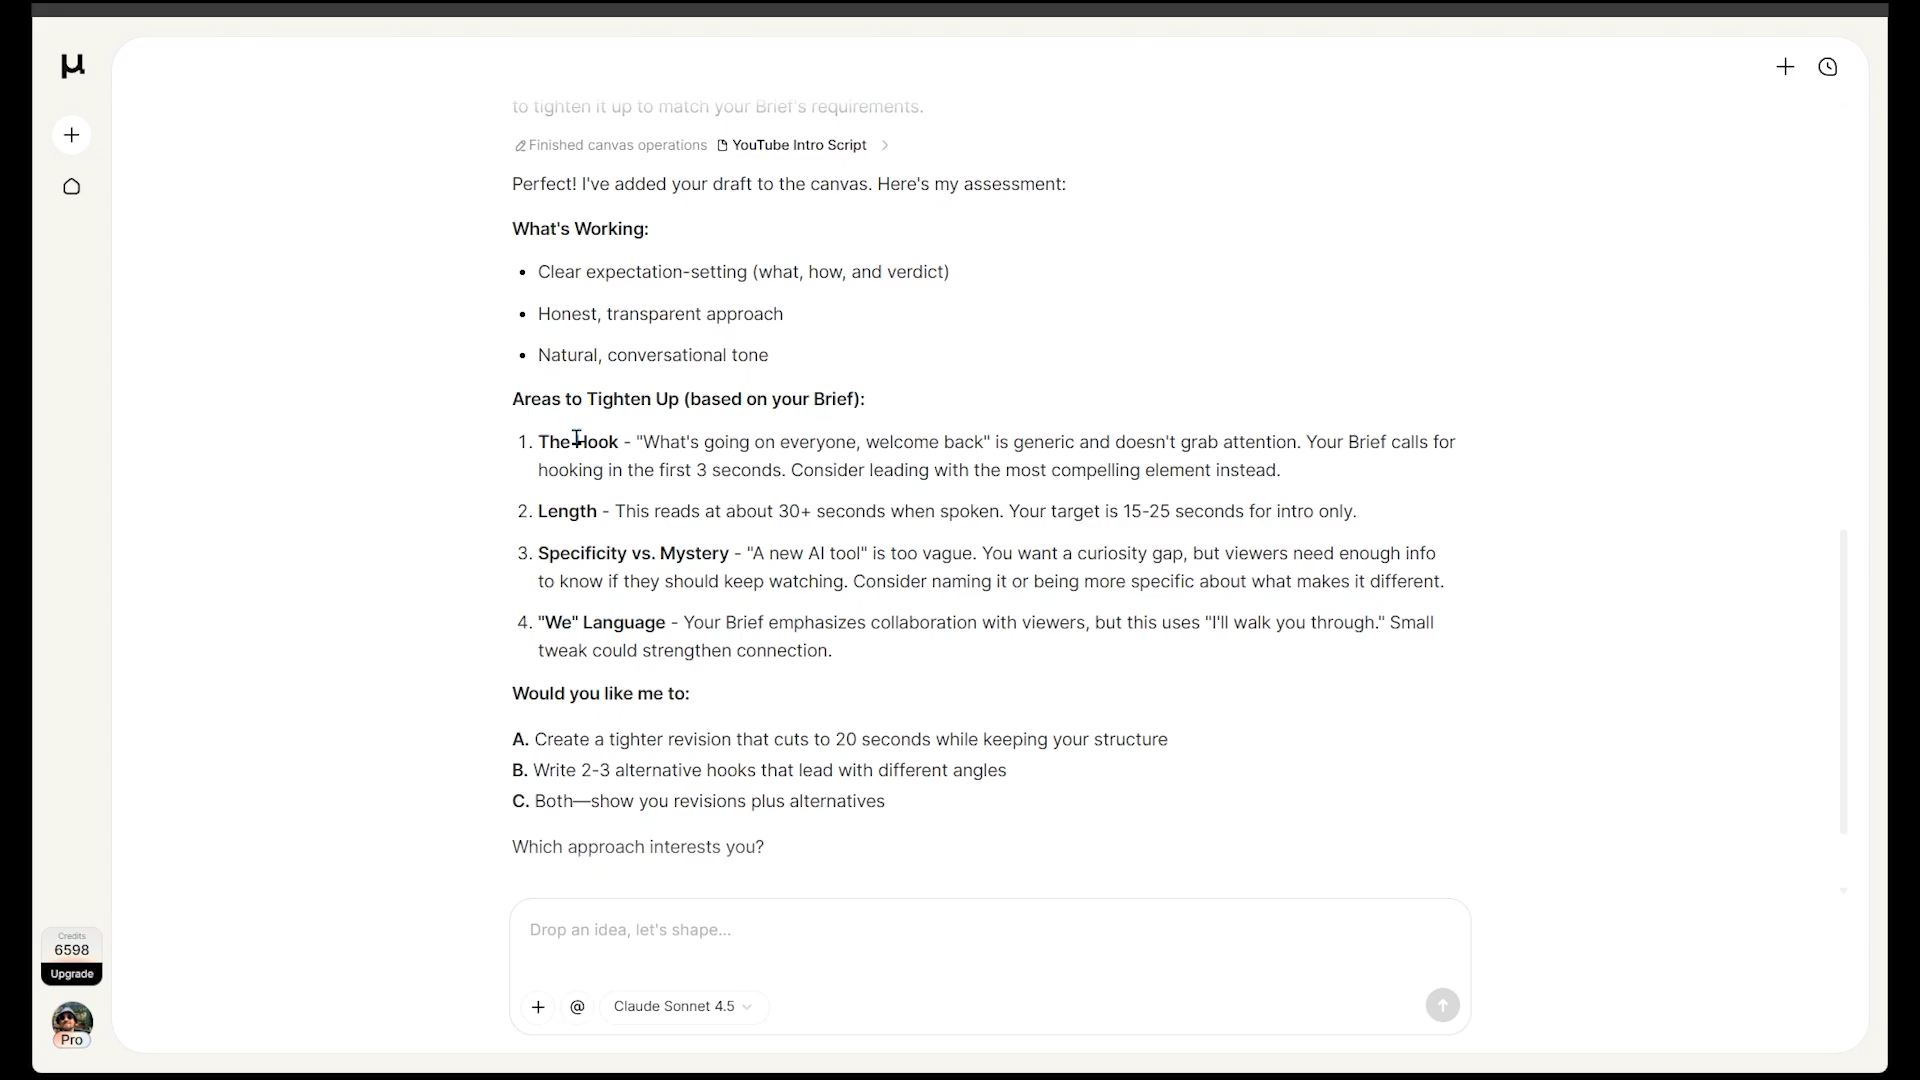 µ
to tighten it up to match your Brief's requirements.
Finished canvas operations YouTube Intro Script
Perfect! I've added your draft to the canvas. Here's my assessment:
What's Working:
• Clear expectation-setting (what, how, and verdict)
• Honest, transparent approach
• Natural, conversational tone
Areas to Tighten Up (based on your Brief):
1. The Hook - "What's going on everyone, welcome back" is generic and doesn't grab attention. Your Brief calls for
hooking in the first 3 seconds. Consider leading with the most compelling element instead.
2. Length - This reads at about 30+ seconds when spoken. Your target is 15-25 seconds for intro only.
3. Specificity vs. Mystery - "A new AI tool" is too vague. You want a curiosity gap, but viewers need enough info
to know if they should keep watching. Consider naming it or being more specific about what makes it different.
4. "We" Language - Your Brief emphasizes collaboration with viewers, but this uses "I'll walk you through." Small
tweak could strengthen connection.
Would you like me to:
A. Create a tighter revision that cuts to 20 seconds while keeping your structure
B. Write 2-3 alternative hooks that lead with different angles
C. Both—show you revisions plus alternatives
Which approach interests you?
Drop an idea, let's shape...
@ Claude Sonnet 4.5
Credits
6598
Upgrade
Pro